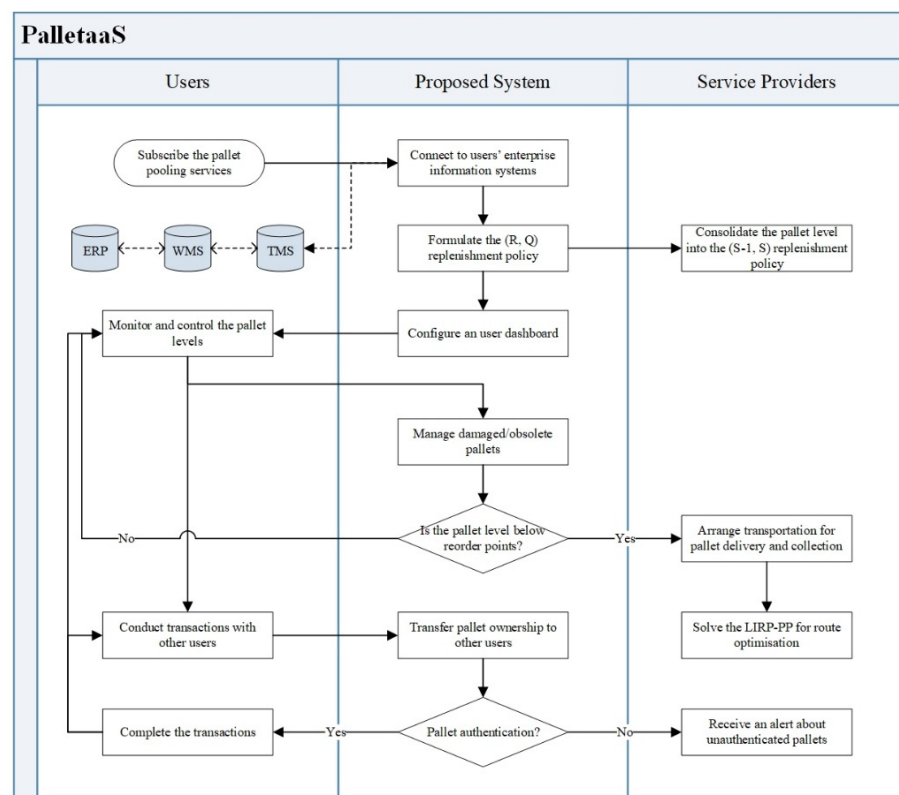 PalletaaS
Users
Proposed System
Service Providers
Subscribe the pallet
pooling services
Connect to users' enterprise
information systems
ERP
WMS
TMS
Formulate the (R, Q)
replenishment policy
Consolidate the pallet level
into the (S-1, S) replenishment
policy
Monitor and control the pallet
levels
Configure an user dashboard
Manage damaged/obsolete
pallets
No
Is the pallet level below
reorder points?
Yes
Arrange transportation for
pallet delivery and collection
Conduct transactions with
other users
Transfer pallet ownership to
other users
Solve the LIRP-PP for route
optimisation
Complete the transactions
Yes
Pallet authentication?
No
Receive an alert about
unauthenticated pallets